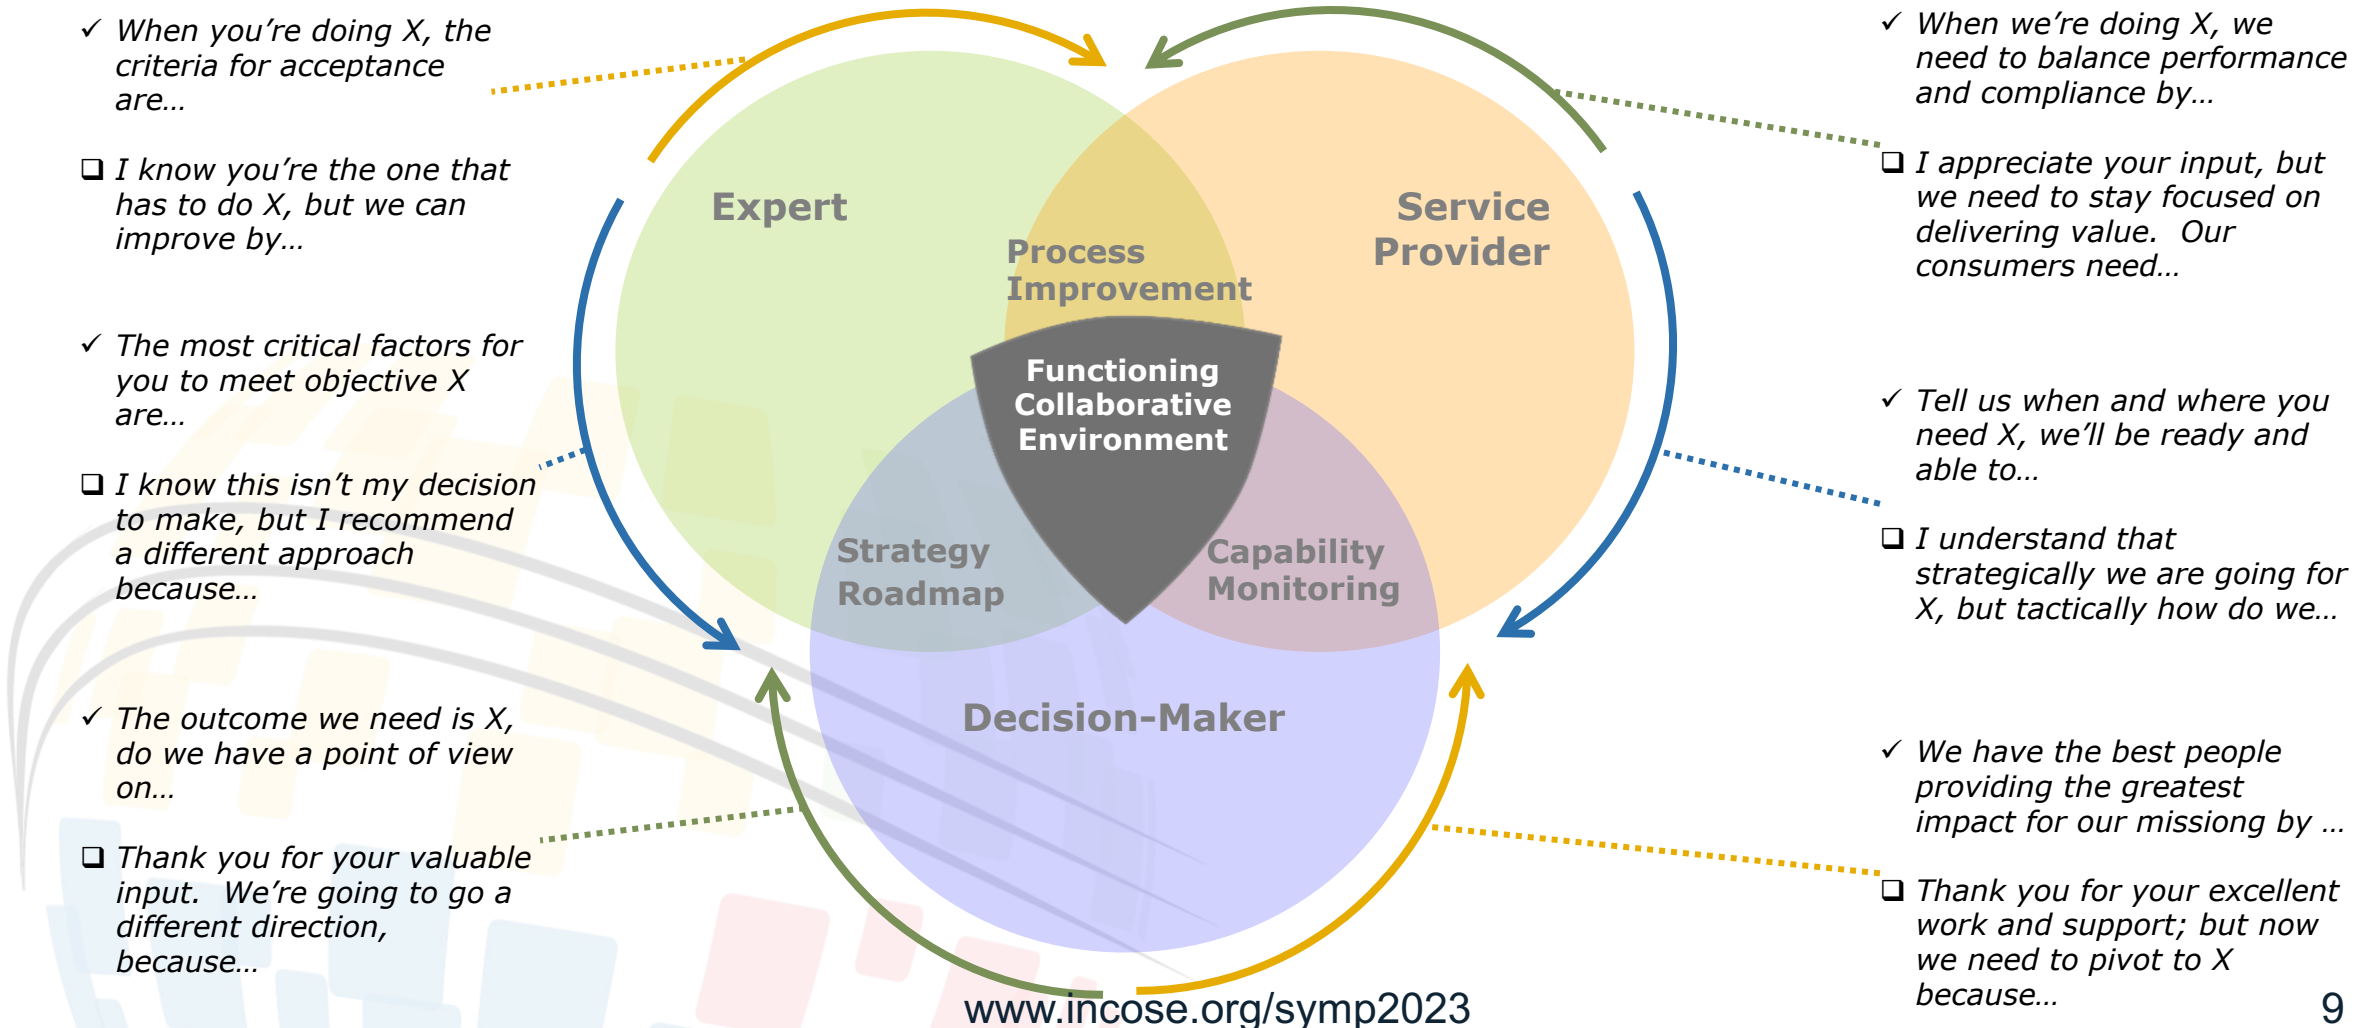 ✓ When you’re doing X, the
criteria for acceptance
are…
❑ I know you’re the one that
has to do X, but we can
improve by…
✓ The most critical factors for
you to meet objective X
are…
❑ I know this isn’t my decision
to make, but I recommend
a different approach
because…
✓ The outcome we need is X,
do we have a point of view
on…
❑ Thank you for your valuable
input.  We’re going to go a
different direction,
because…
Expert
Service
Provider
Process
Improvement
Functioning
Collaborative
Environment
Strategy
Roadmap
Capability
Monitoring
Decision-Maker
✓ When we’re doing X, we
need to balance performance
and compliance by…
❑ I appreciate your input, but
we need to stay focused on
delivering value.  Our
consumers need…
✓ Tell us when and where you
need X, we’ll be ready and
able to…
❑ I understand that
strategically we are going for
X, but tactically how do we…
✓ We have the best people
providing the greatest
impact for our missiong by …
❑ Thank you for your excellent
work and support; but now
we need to pivot to X
because…
www.incose.org/symp2023
9